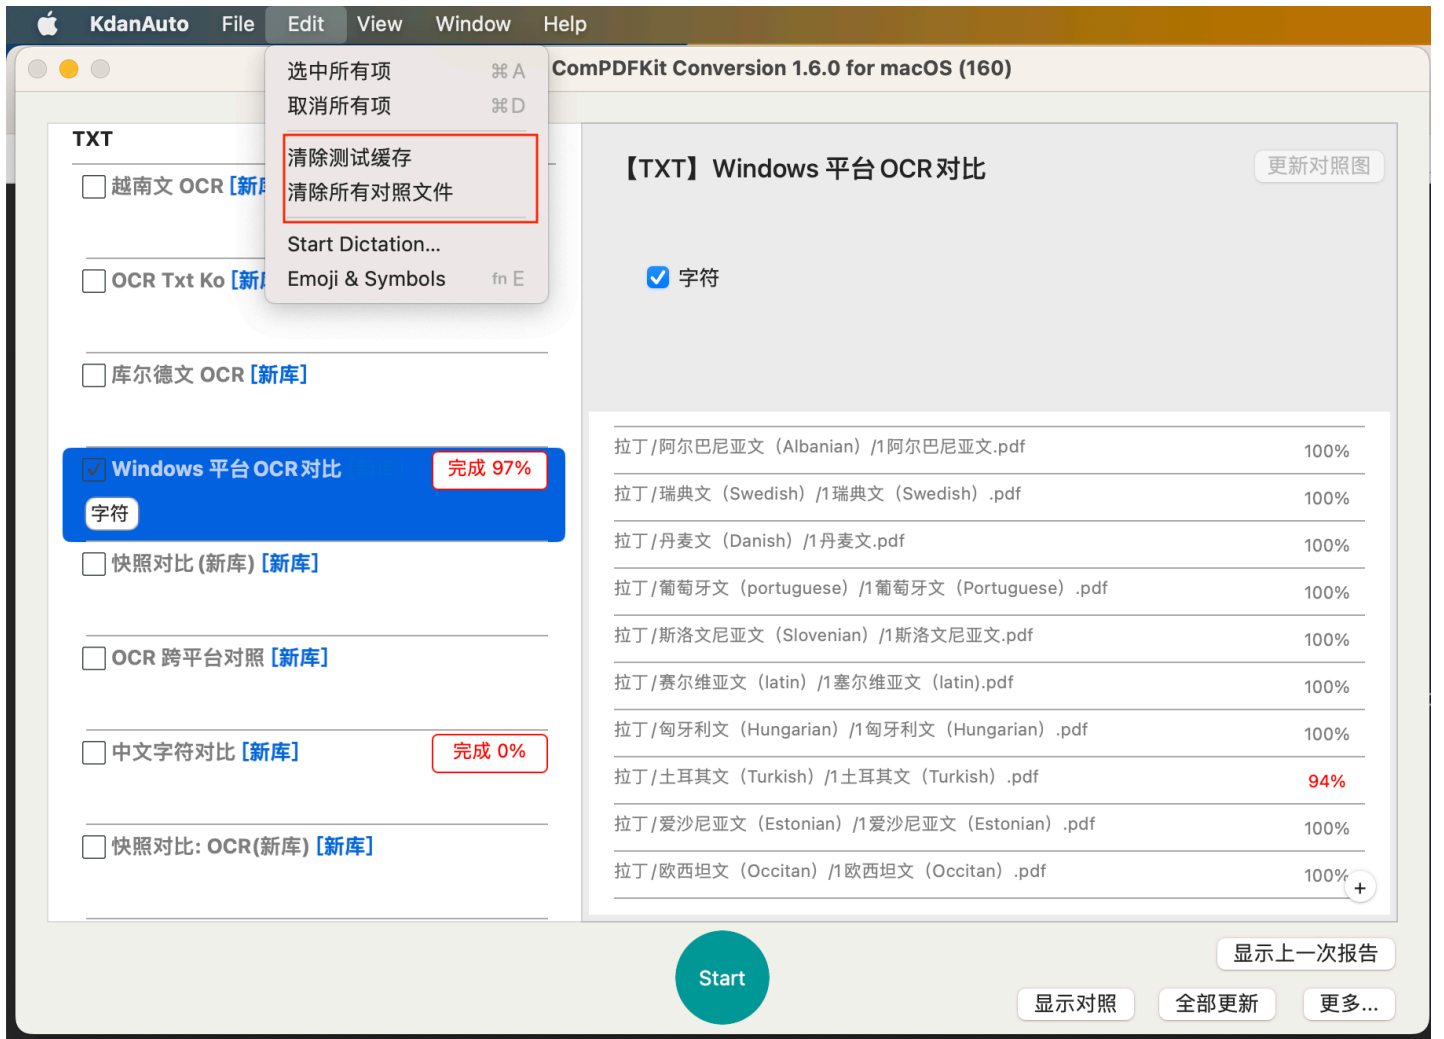 KdanAuto File Edit View Window Help
ComPDFKit Conversion 1.6.0 for macOS (160)
选中所有项 ⌘A
取消所有项 ⌘D
清除测试缓存
清除所有对照文件
Start Dictation...
Emoji & Symbols fn E
TXT
越南文 OCR
OCR Txt Ko
库尔德文 OCR [新库]
Windows 平台OCR对比
完成 97%
字符
快照对比(新库) [新库]
OCR 跨平台对照 [新库]
中文字符对比 [新库]
完成 0%
快照对比: OCR(新库) [新库]
【TXT】Windows 平台OCR对比
更新对照图
字符
拉丁/阿尔巴尼亚文（Albanian）/1阿尔巴尼亚文.pdf 100%
拉丁/瑞典文（Swedish）/1瑞典文（Swedish）.pdf 100%
拉丁/丹麦文（Danish）/1丹麦文.pdf 100%
拉丁/葡萄牙文（portuguese）/1葡萄牙文（Portuguese）.pdf 100%
拉丁/斯洛文尼亚文（Slovenian）/1斯洛文尼亚文.pdf 100%
拉丁/赛尔维亚文（latin）/1塞尔维亚文（latin).pdf 100%
拉丁/匈牙利文（Hungarian）/1匈牙利文（Hungarian）.pdf 100%
拉丁/土耳其文（Turkish）/1土耳其文（Turkish）.pdf 94%
拉丁/爱沙尼亚文（Estonian）/1爱沙尼亚文（Estonian）.pdf 100%
拉丁/欧西坦文（Occitan）/1欧西坦文（Occitan）.pdf 100%
+
Start
显示上一次报告
显示对照
全部更新
更多...